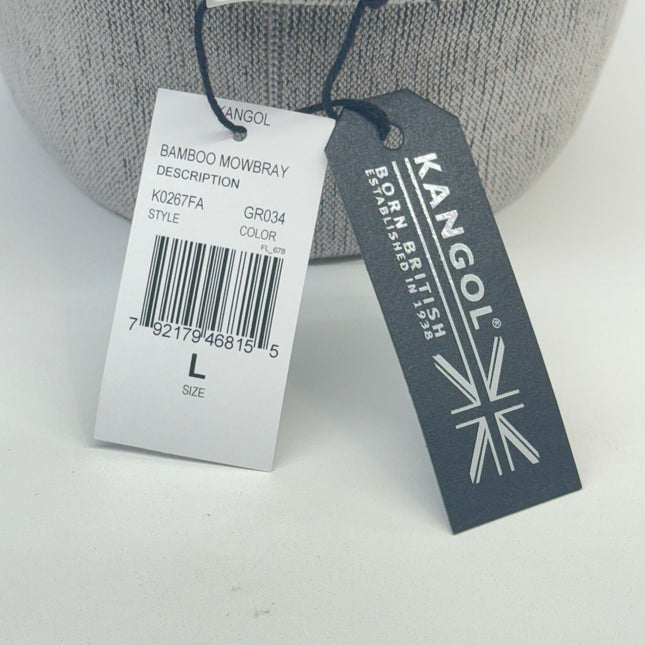 KANGOL
BAMBOO MOWBRAY
DESCRIPTION
K0267FA GR034
STYLE COLOR
FL_678
7 92179 46815 5
L
SIZE
KANGOL®
BORN BRITISH
ESTABLISHED IN 1938